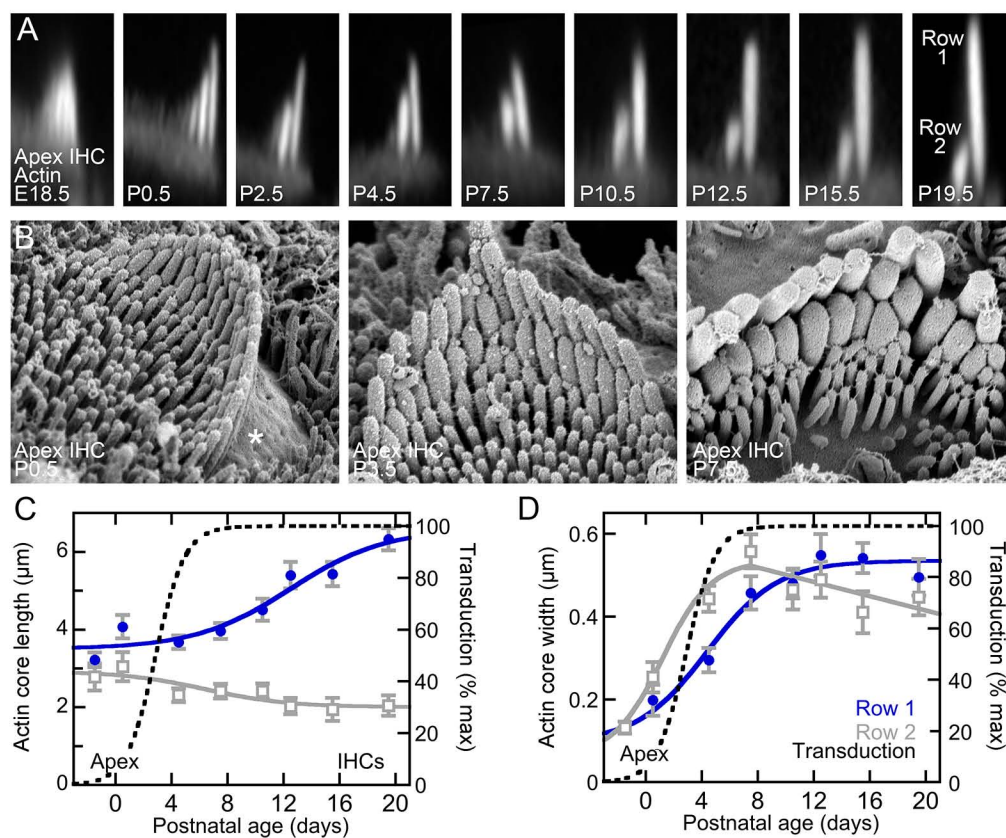 A
Apex IHC
Actin
E18.5
P0.5
P2.5
P4.5
P7.5
P10.5
P12.5
P15.5
Row
1
Row
2
P19.5
B
Apex IHC
P0.5
*
Apex IHC
P3.5
Apex IHC
P7.5
C
Actin core length (µm)
6
4
2
0
Apex
IHCs
100
80
60
40
20
0
Transduction (% max)
0 4 8 12 16 20
Postnatal age (days)
D
Actin core width (µm)
0.6
0.4
0.2
0
Apex
Row 1
Row 2
Transduction
100
80
60
40
20
0
Transduction (% max)
0 4 8 12 16 20
Postnatal age (days)